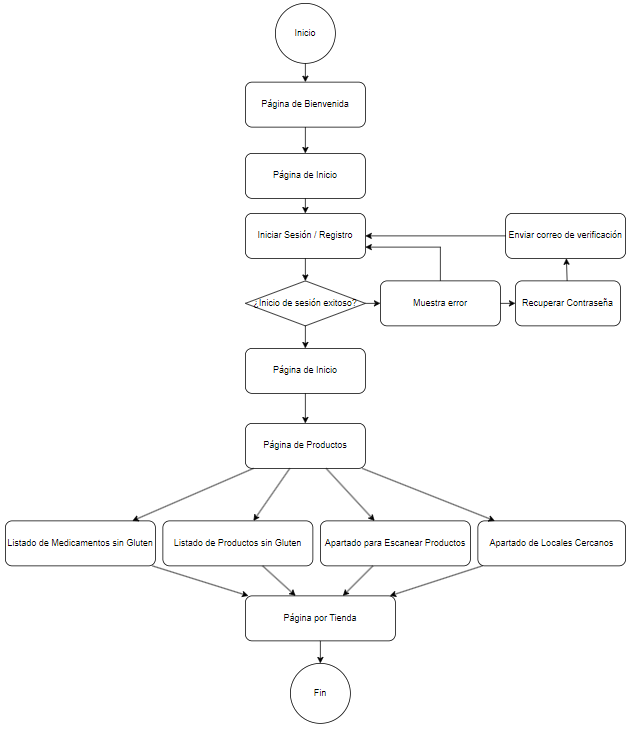 Inicio
Página de Bienvenida
Página de Inicio
Iniciar Sesión / Registro
Enviar correo de verificación
¿Inicio de sesión exitoso?
Muestra error
Recuperar Contraseña
Página de Inicio
Página de Productos
Listado de Medicamentos sin Gluten
Listado de Productos sin Gluten
Apartado para Escanear Productos
Apartado de Locales Cercanos
Página por Tienda
Fin